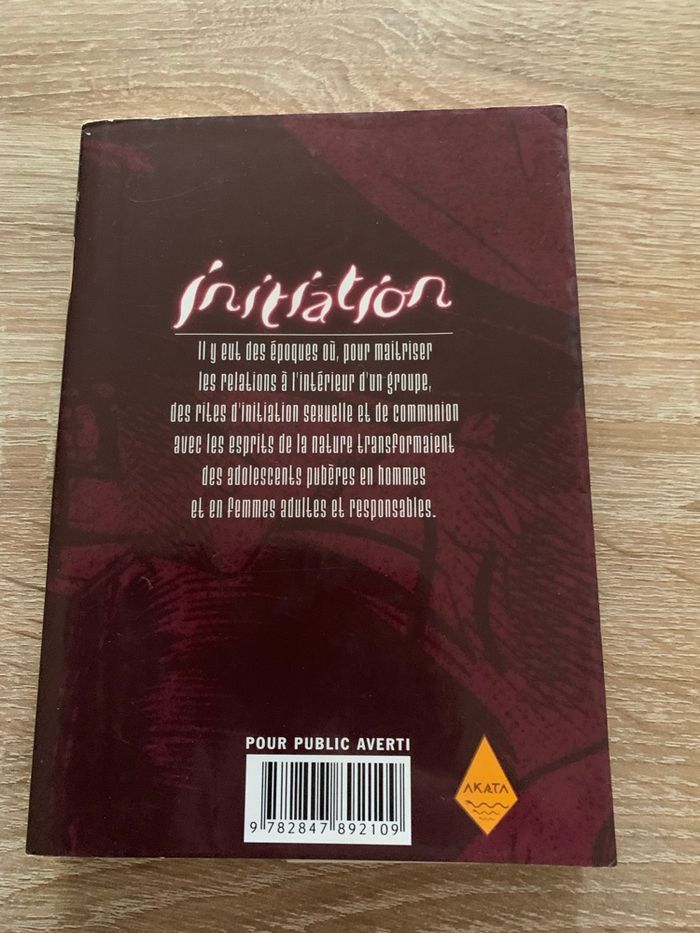 initiation
Il y eut des époques où, pour maitriser
les relations à l'intérieur d'un groupe,
des rites d'initiation sexuelle et de communion
avec les esprits de la nature transformaient
des adolescents pubères en hommes
et en femmes adultes et responsables.
POUR PUBLIC AVERTI
9 782847 892109
AKATA